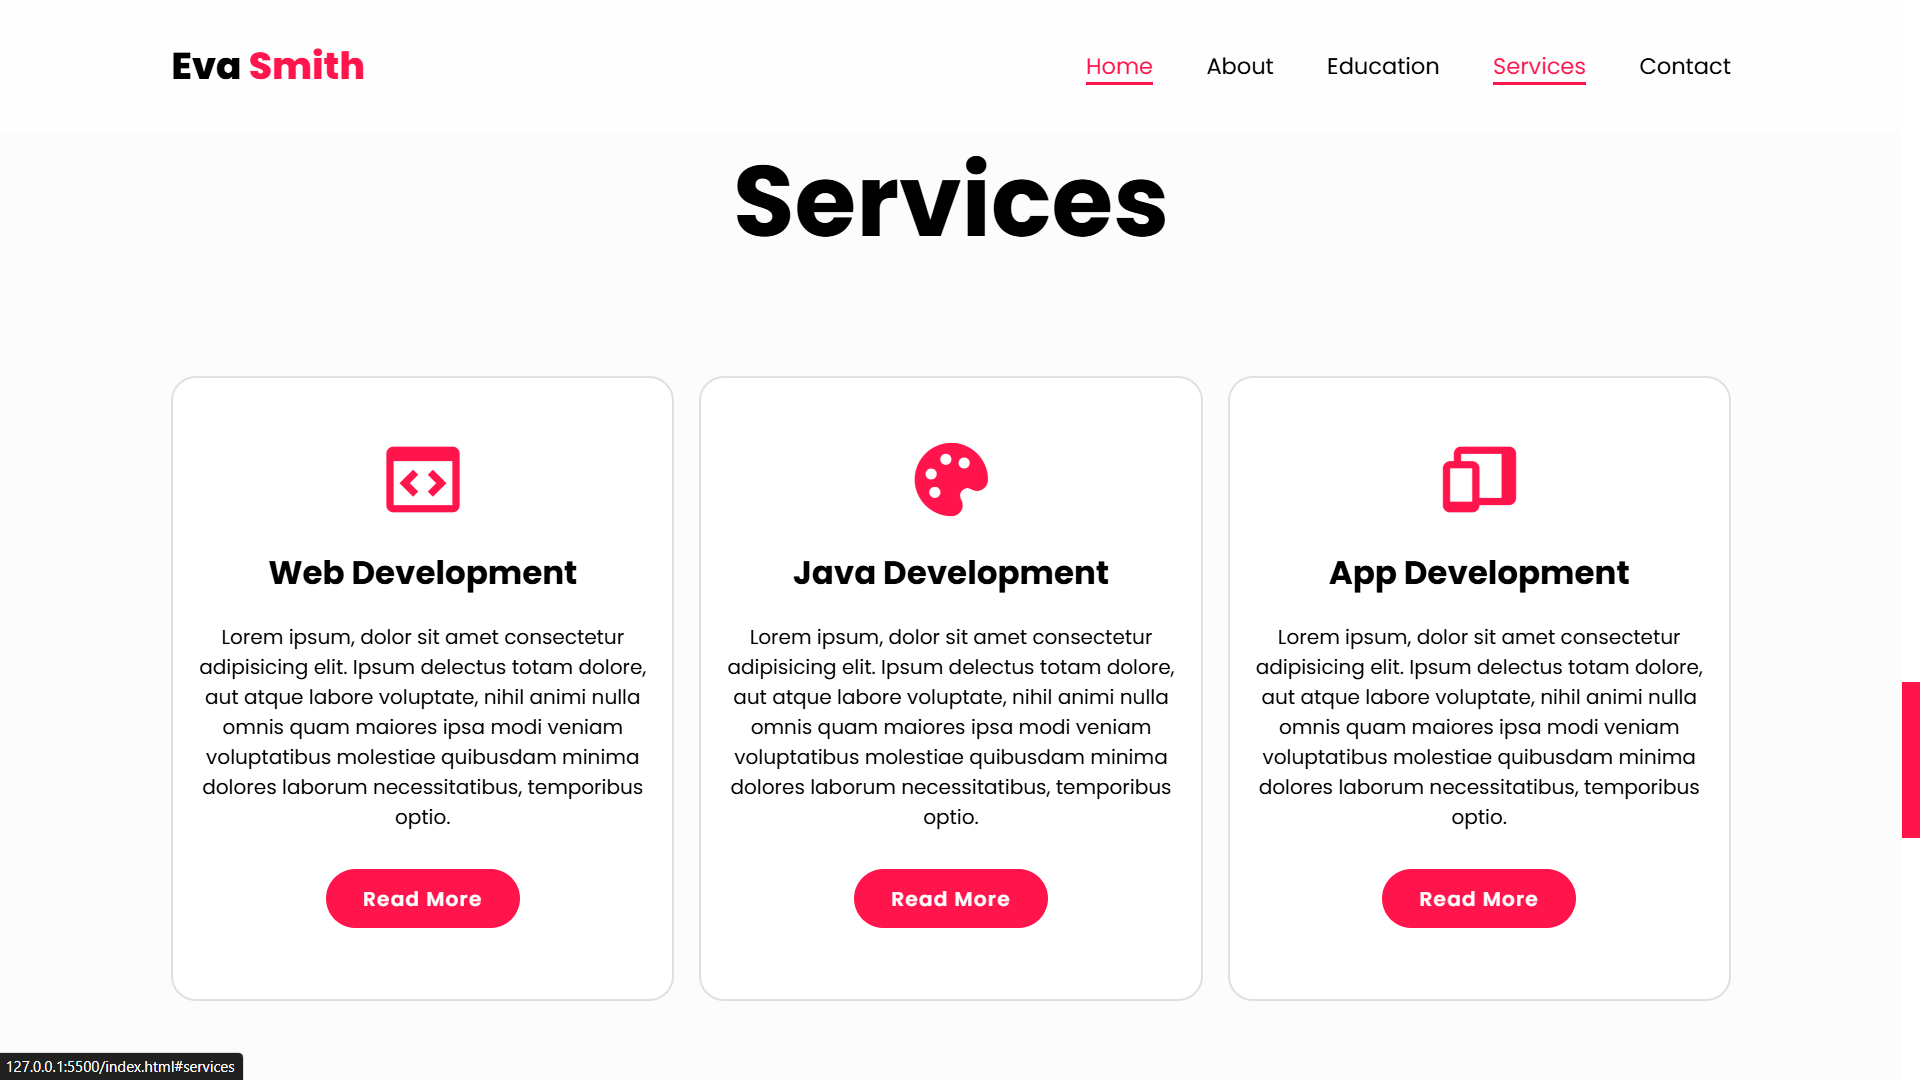 Eva Smith
Home About Education Services Contact
Services
Web Development
Lorem ipsum, dolor sit amet consectetur
adipisicing elit. Ipsum delectus totam dolore,
aut atque labore voluptate, nihil animi nulla
omnis quam maiores ipsa modi veniam
voluptatibus molestiae quibusdam minima
dolores laborum necessitatibus, temporibus
optio.
Read More
Java Development
Lorem ipsum, dolor sit amet consectetur
adipisicing elit. Ipsum delectus totam dolore,
aut atque labore voluptate, nihil animi nulla
omnis quam maiores ipsa modi veniam
voluptatibus molestiae quibusdam minima
dolores laborum necessitatibus, temporibus
optio.
Read More
App Development
Lorem ipsum, dolor sit amet consectetur
adipisicing elit. Ipsum delectus totam dolore,
aut atque labore voluptate, nihil animi nulla
omnis quam maiores ipsa modi veniam
voluptatibus molestiae quibusdam minima
dolores laborum necessitatibus, temporibus
optio.
Read More
127.0.0.1:5500/index.html#services